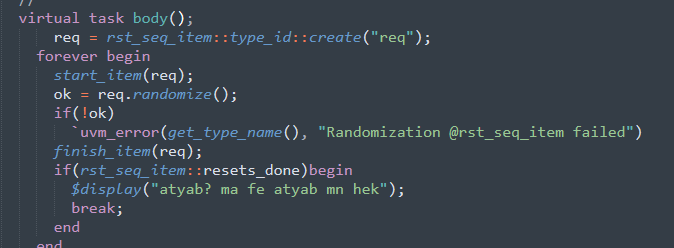 //
virtual task body();
req = rst_seq_item::type_id::create("req");
forever begin
start_item(req);
ok = req.randomize();
if(!ok)
`uvm_error(get_type_name(), "Randomization @rst_seq_item failed")
finish_item(req);
if(rst_seq_item::resets_done)begin
$display("atyab? ma fe atyab mn hek");
break;
end
end